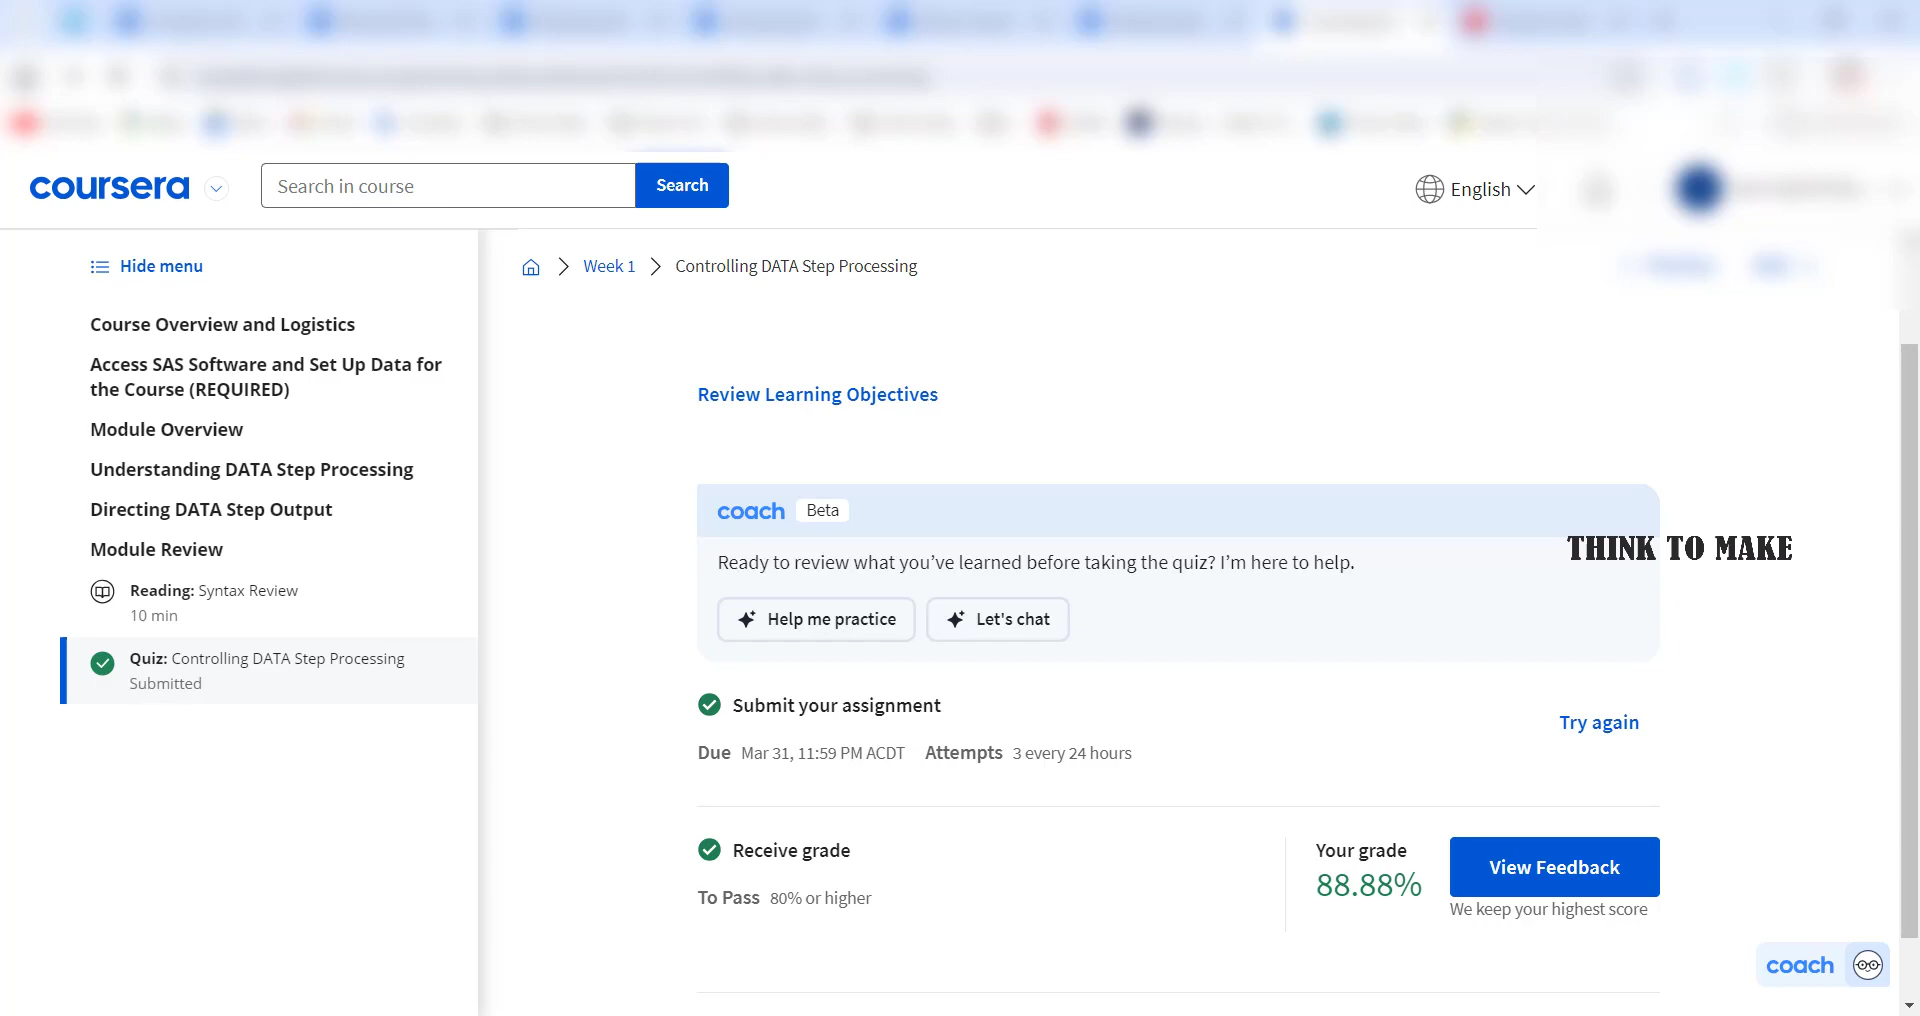 coursera
Search in course
Search
English
Hide menu
Course Overview and Logistics
Access SAS Software and Set Up Data for
the Course (REQUIRED)
Module Overview
Understanding DATA Step Processing
Directing DATA Step Output
Module Review
Reading: Syntax Review
10 min
Quiz: Controlling DATA Step Processing
Submitted
Week 1 > Controlling DATA Step Processing
Review Learning Objectives
coach Beta
Ready to review what you’ve learned before taking the quiz? I’m here to help.
THINK TO MAKE
Help me practice
Let's chat
Submit your assignment
Try again
Due Mar 31, 11:59 PM ACDT Attempts 3 every 24 hours
Receive grade
To Pass 80% or higher
Your grade
88.88%
View Feedback
We keep your highest score
coach